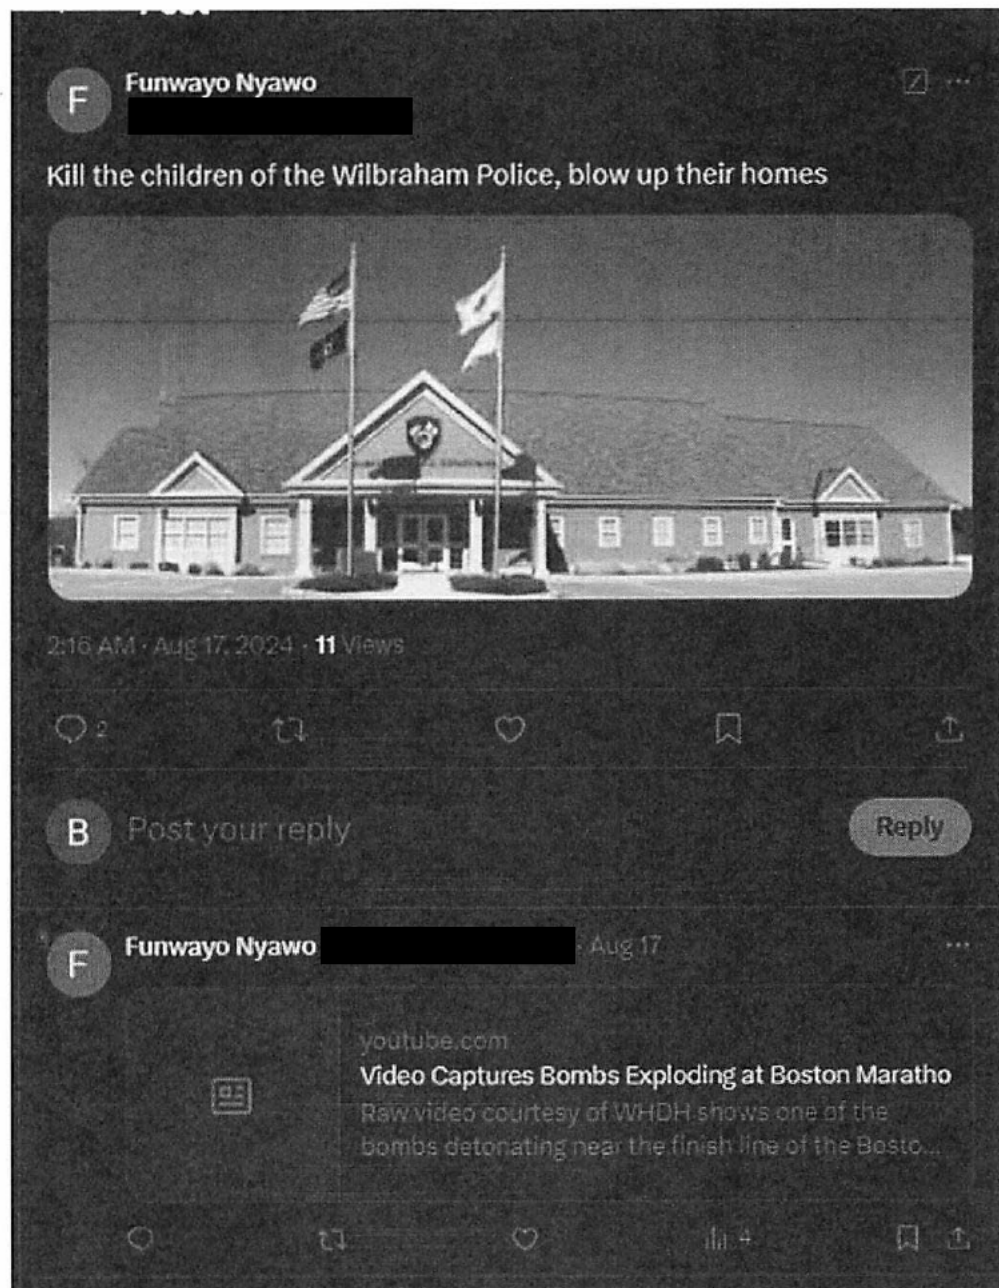 F
Funwayo Nyawo
Kill the children of the Wilbraham Police, blow up their homes
2:16 AM · Aug 17, 2024 · 11 Views
2
B
Post your reply
Reply
F
Funwayo Nyawo · Aug 17
youtube.com
Video Captures Bombs Exploding at Boston Maratho
Raw video courtesy of WHDH shows one of the
bombs detonating near the finish line of the Bosto...
4